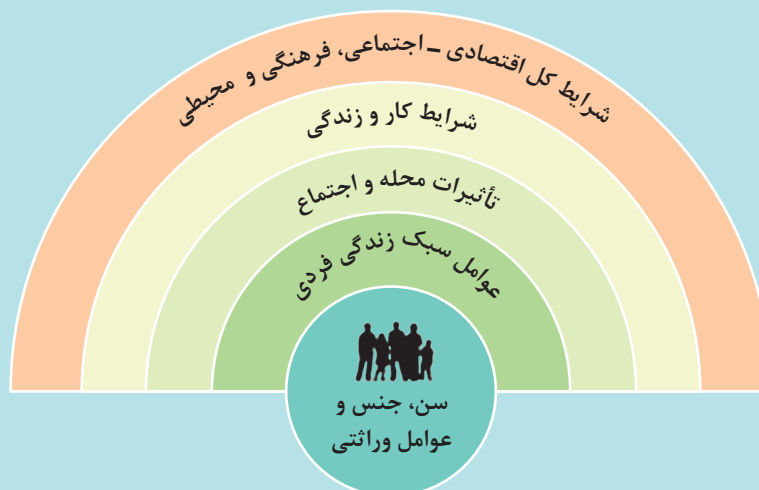 شرایط کل اقتصادی ـ اجتماعی، فرهنگی و محیطی
شرایط کار و زندگی
تأثیرات محله و اجتماع
عوامل سبک زندگی فردی
سن، جنس و
عوامل وراثتی